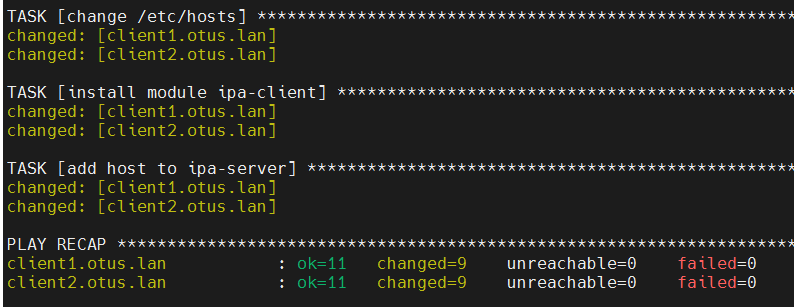 TASK [change /etc/hosts] ******************************************************
changed: [client1.otus.lan]
changed: [client2.otus.lan]
TASK [install module ipa-client] **********************************************
changed: [client1.otus.lan]
changed: [client2.otus.lan]
TASK [add host to ipa-server] *************************************************
changed: [client1.otus.lan]
changed: [client2.otus.lan]
PLAY RECAP ********************************************************************
client1.otus.lan           : ok=11   changed=9    unreachable=0    failed=0
client2.otus.lan           : ok=11   changed=9    unreachable=0    failed=0